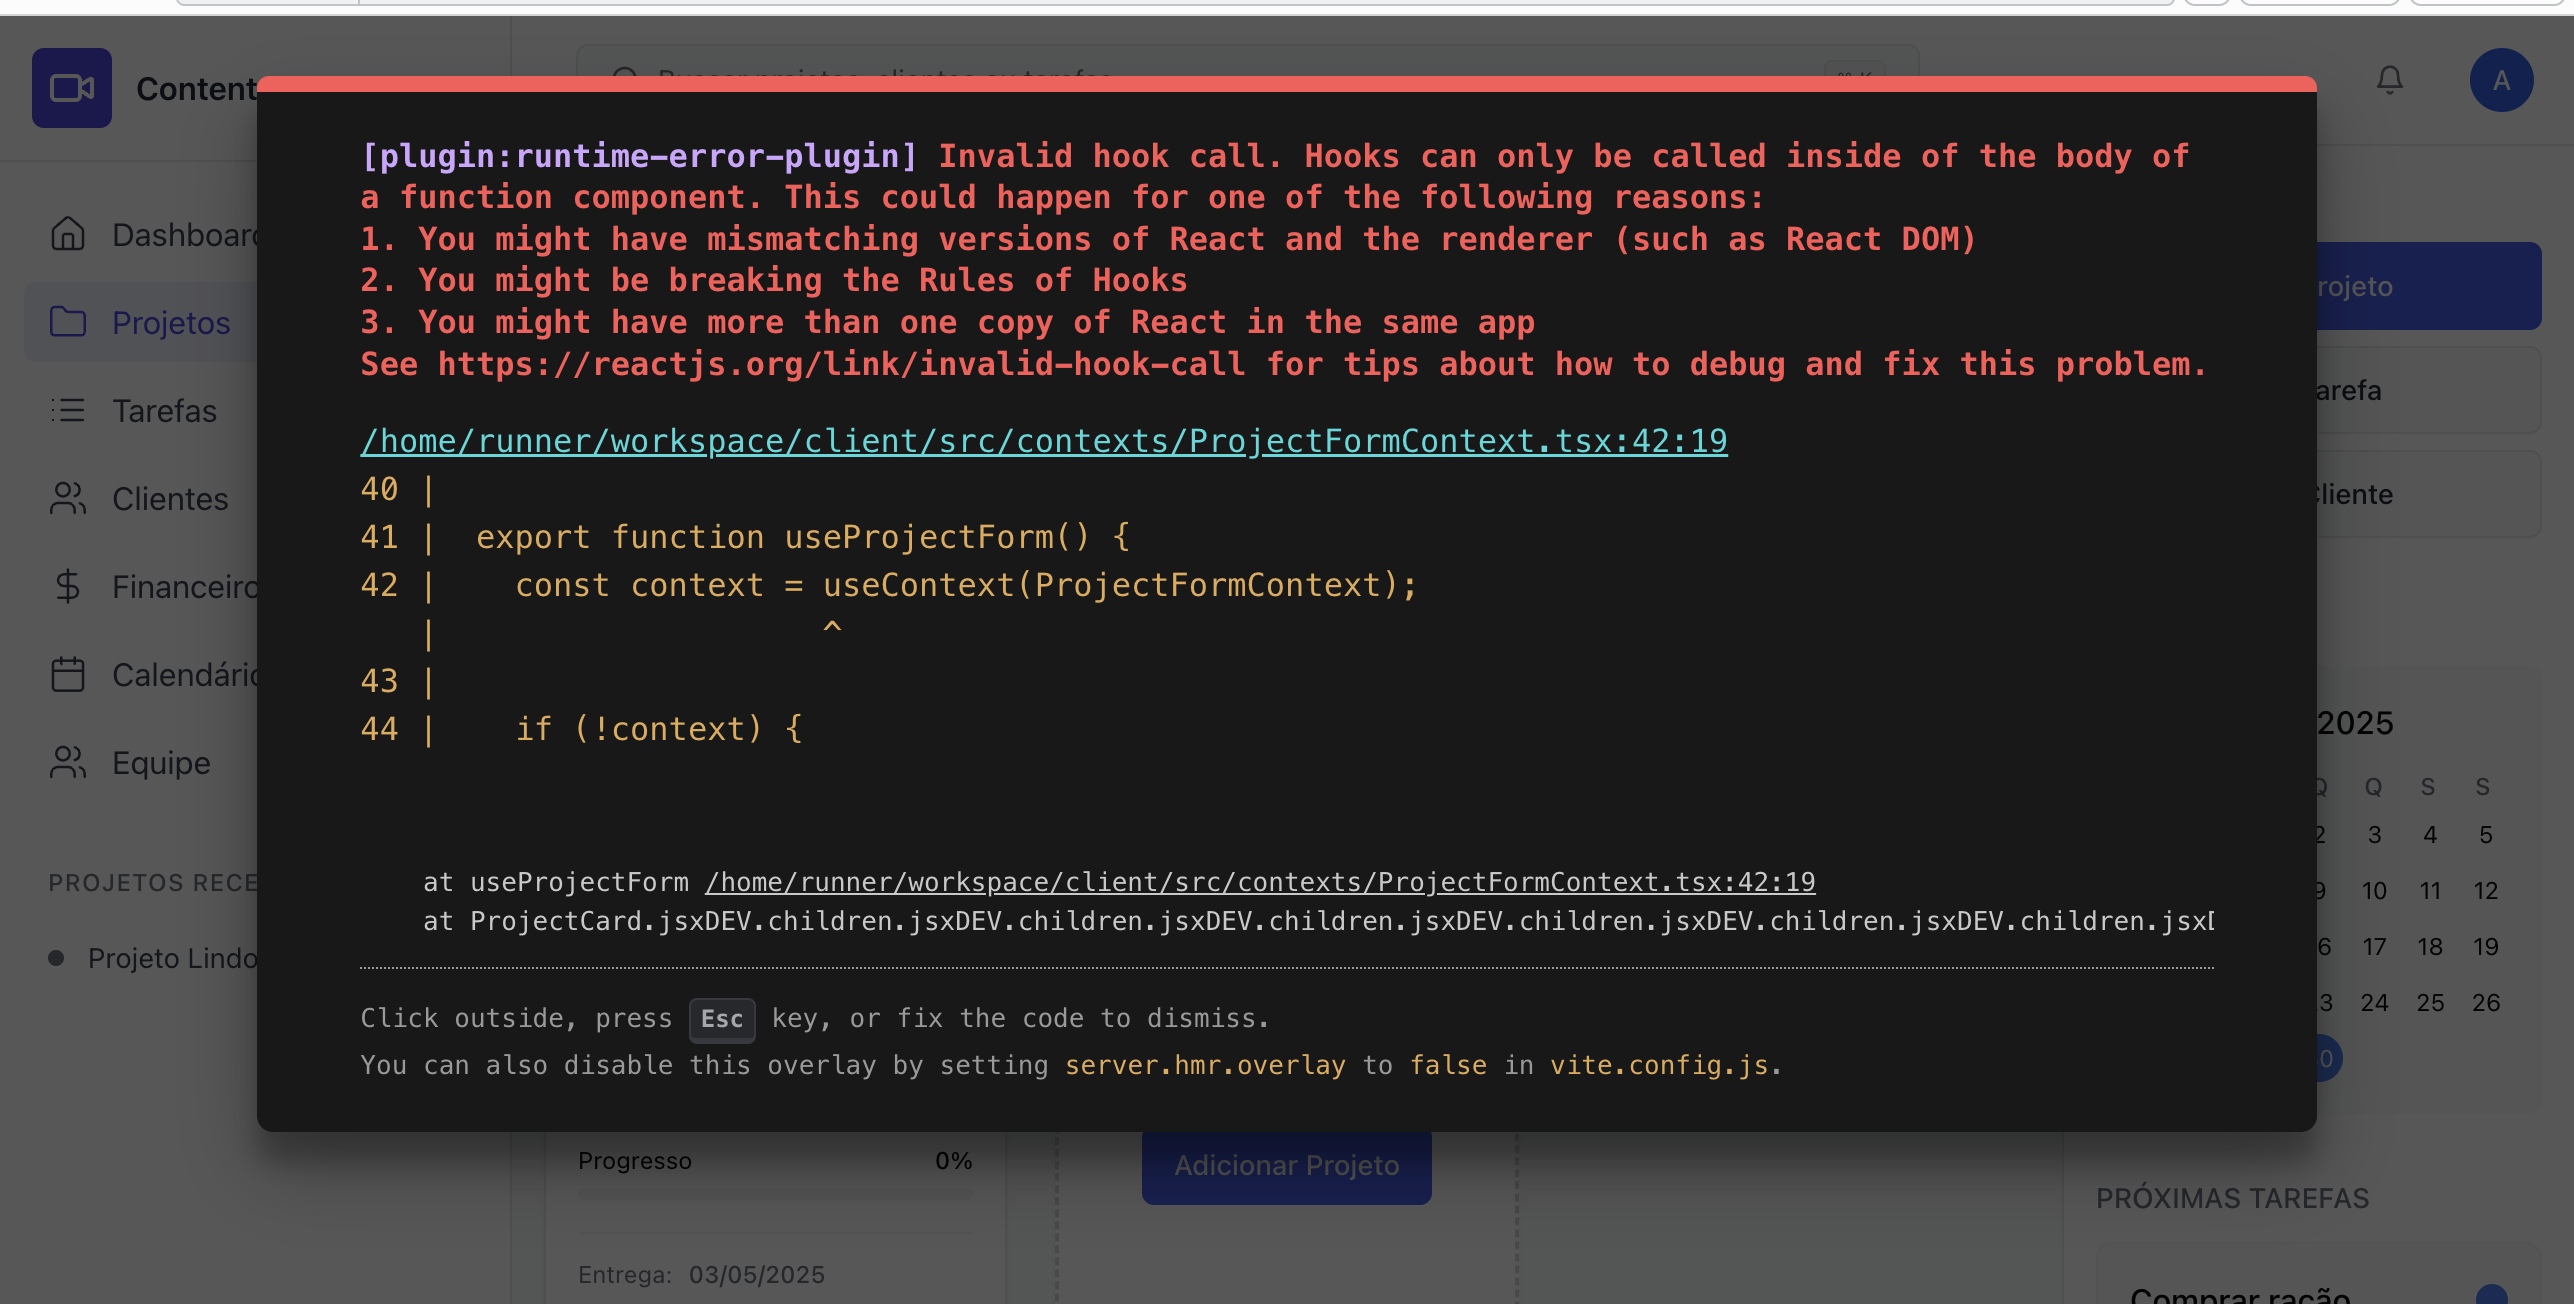 Content
A
[plugin:runtime-error-plugin] Invalid hook call. Hooks can only be called inside of the body of
a function component. This could happen for one of the following reasons:
1. You might have mismatching versions of React and the renderer (such as React DOM)
2. You might be breaking the Rules of Hooks
3. You might have more than one copy of React in the same app
See https://reactjs.org/link/invalid-hook-call for tips about how to debug and fix this problem.
/home/runner/workspace/client/src/contexts/ProjectFormContext.tsx:42:19
40 |
41 |  export function useProjectForm() {
42 |    const context = useContext(ProjectFormContext);
   |                    ^
43 |
44 |    if (!context) {
at useProjectForm /home/runner/workspace/client/src/contexts/ProjectFormContext.tsx:42:19
at ProjectCard.jsxDEV.children.jsxDEV.children.jsxDEV.children.jsxDEV.children.jsxDEV.children.jsxDEV.children.jsxD
Click outside, press Esc key, or fix the code to dismiss.
You can also disable this overlay by setting server.hmr.overlay to false in vite.config.js.
Dashboard
Projetos
Tarefas
Clientes
Financeiro
Calendário
Equipe
PROJETOS RECE
Projeto Lindo
Progresso 0%
Entrega: 03/05/2025
Adicionar Projeto
rojeto
arefa
Cliente
2025
Q Q S S
2 3 4 5
9 10 11 12
6 17 18 19
3 24 25 26
0
PRÓXIMAS TAREFAS
Comprar ração